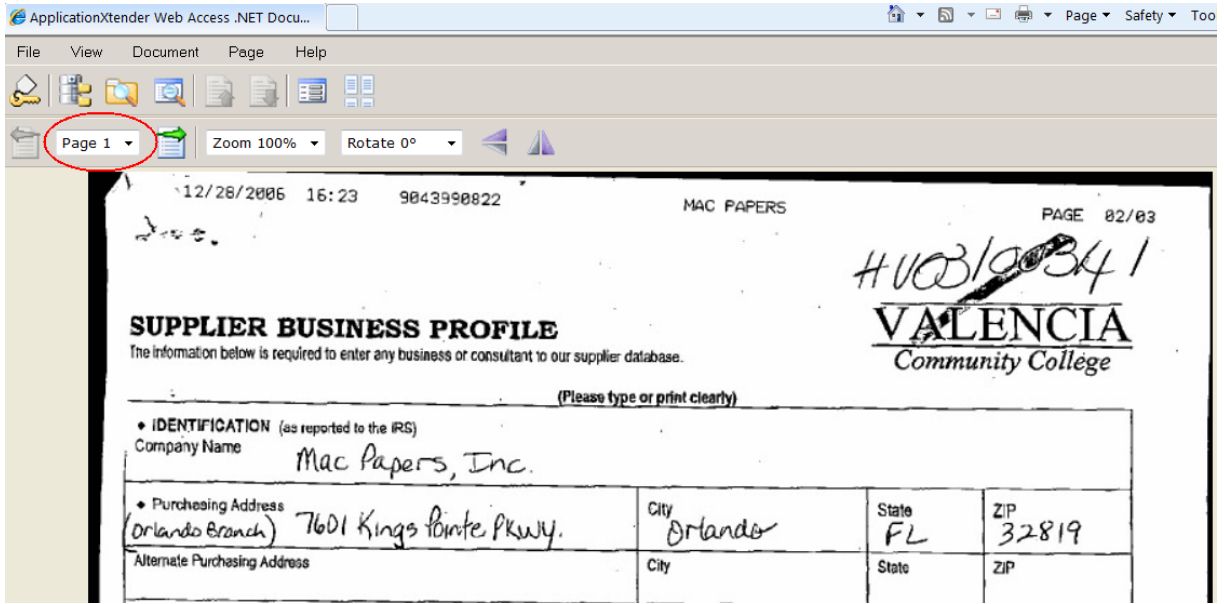 ApplicationXtender Web Access .NET Docu...
Page Safety Too
File View Document Page Help
Page 1 Zoom 100% Rotate 0°
12/28/2006 16:23 9043990822 MAC PAPERS PAGE 02/03
VALENCIA
Community College
SUPPLIER BUSINESS PROFILE
The information below is required to enter any business or consultant to our supplier database.
(Please type or print clearly)
• IDENTIFICATION (as reported to the IRS)
Company Name
Mac Papers, Inc.
• Purchasing Address City State ZIP
(Orlando Branch) 7601 Kings Pointe PKWY. Orlando FL 32819
Alternate Purchasing Address City State ZIP